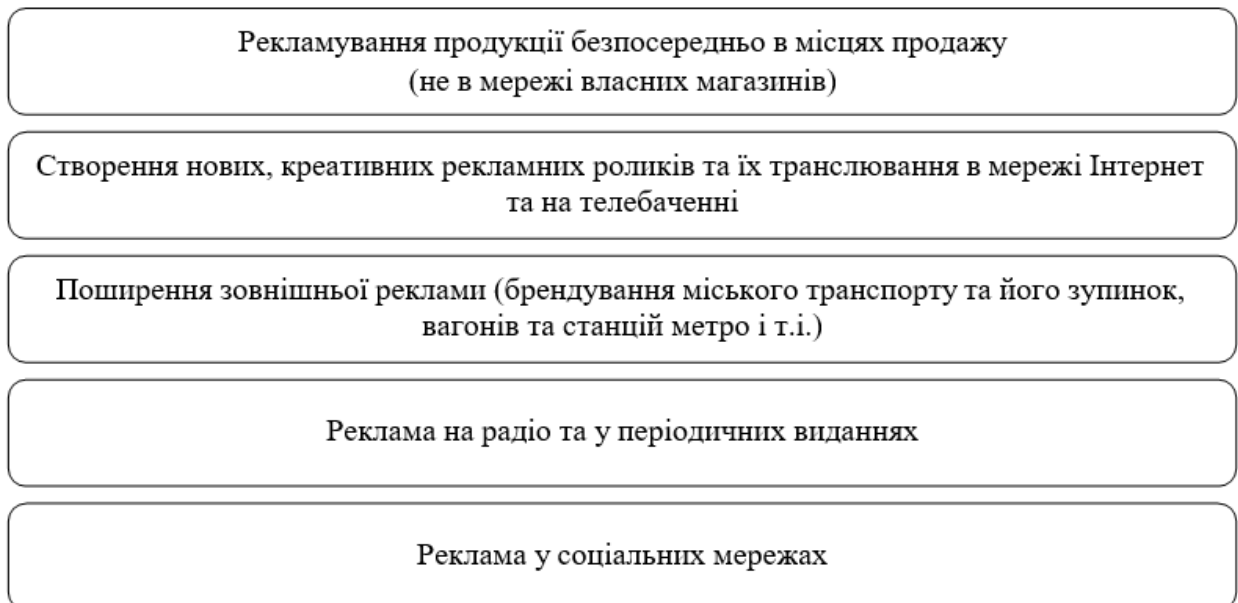 Рекламування продукції безпосередньо в місцях продажу
(не в мережі власних магазинів)
Створення нових, креативних рекламних роликів та їх транслювання в мережі Інтернет
та на телебаченні
Поширення зовнішньої реклами (брендування міського транспорту та його зупинок,
вагонів та станцій метро і т.і.)
Реклама на радіо та у періодичних виданнях
Реклама у соціальних мережах